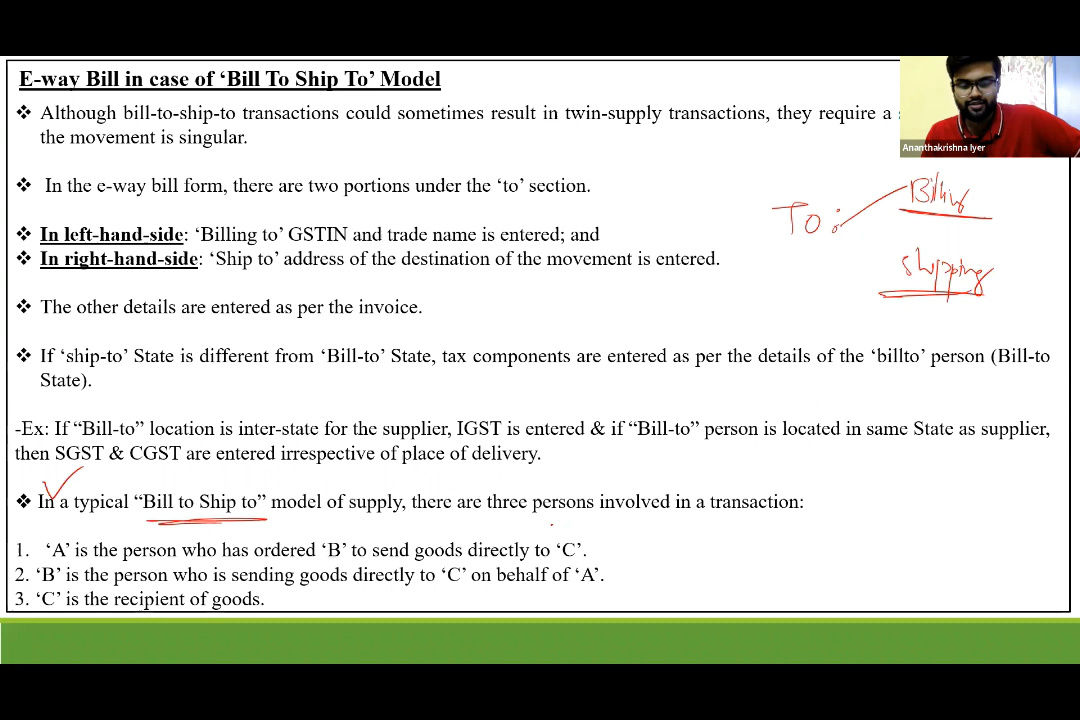 E-way Bill in case of ‘Bill To Ship To’ Model
❖ Although bill-to-ship-to transactions could sometimes result in twin-supply transactions, they require a
the movement is singular.
Ananthakrishna Iyer
❖ In the e-way bill form, there are two portions under the ‘to’ section.
Billing
To :
❖ In left-hand-side: ‘Billing to’ GSTIN and trade name is entered; and
❖ In right-hand-side: ‘Ship to’ address of the destination of the movement is entered.
shipping
❖ The other details are entered as per the invoice.
❖ If ‘ship-to’ State is different from ‘Bill-to’ State, tax components are entered as per the details of the ‘billto’ person (Bill-to
State).
-Ex: If “Bill-to” location is inter-state for the supplier, IGST is entered & if “Bill-to” person is located in same State as supplier,
then SGST & CGST are entered irrespective of place of delivery.
❖ In a typical “Bill to Ship to” model of supply, there are three persons involved in a transaction:
1. ‘A’ is the person who has ordered ‘B’ to send goods directly to ‘C’.
2. ‘B’ is the person who is sending goods directly to ‘C’ on behalf of ‘A’.
3. ‘C’ is the recipient of goods.